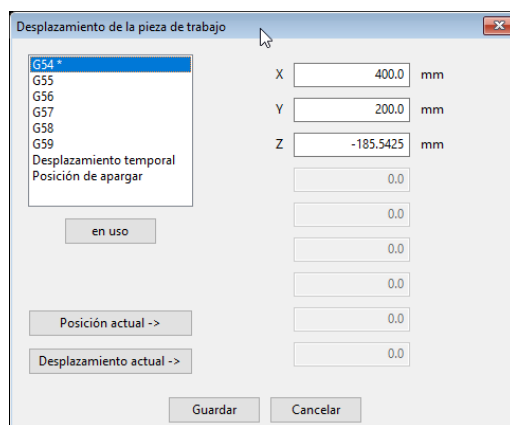 Desplazamiento de la pieza de trabajo
G54 *
G55
G56
G57
G58
G59
Desplazamiento temporal
Posición de apargar
en uso
Posición actual ->
Desplazamiento actual ->
X 400.0 mm
Y 200.0 mm
Z -185.5425 mm
0.0
0.0
0.0
0.0
0.0
0.0
Guardar Cancelar